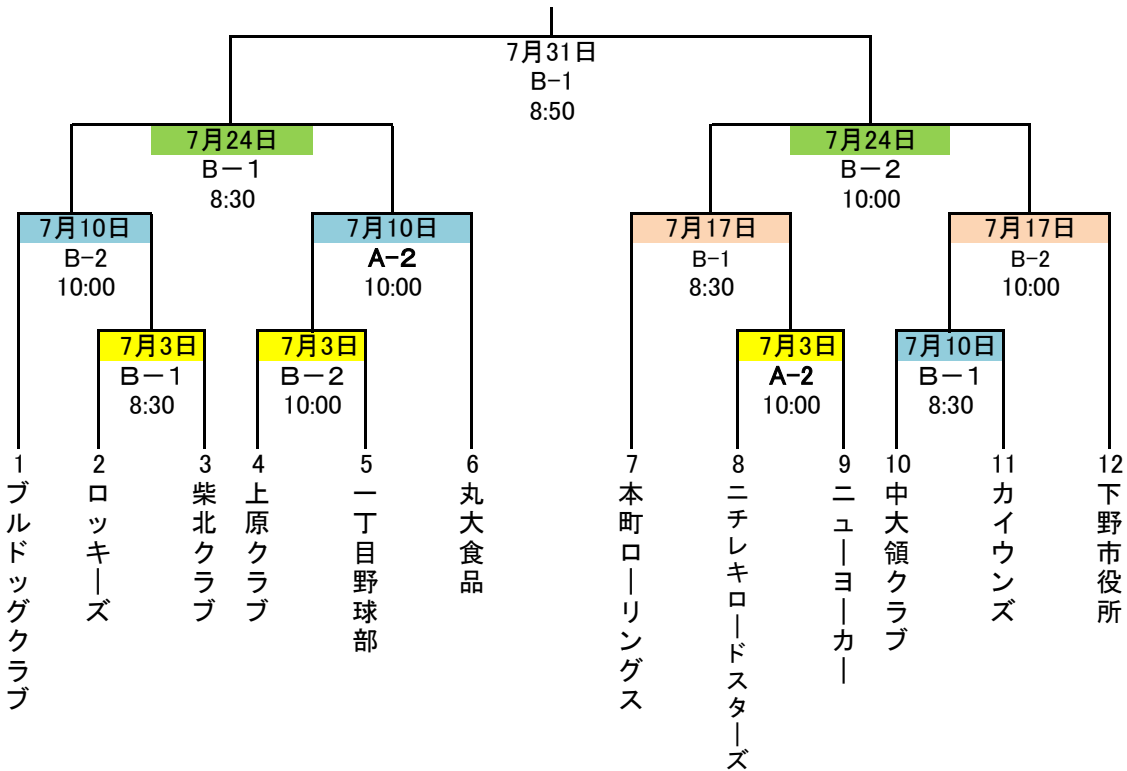 7月31日
B-1
8:50
7月24日
B－1
8:30
7月24日
B－2
10:00
7月10日
B-2
10:00
7月10日
A-2
10:00
7月17日
B-1
8:30
7月17日
B-2
10:00
7月3日
B－1
8:30
7月3日
B－2
10:00
7月3日
A-2
10:00
7月10日
B－1
8:30
1 ブルドッグクラブ
2 ロッキーズ
3 柴北クラブ
4 上原クラブ
5 一丁目野球部
6 丸大食品
7 本町ローリングス
8 ニチレキロードスターズ
9 ニューヨーカー
10 中大領クラブ
11 カイウンズ
12 下野市役所